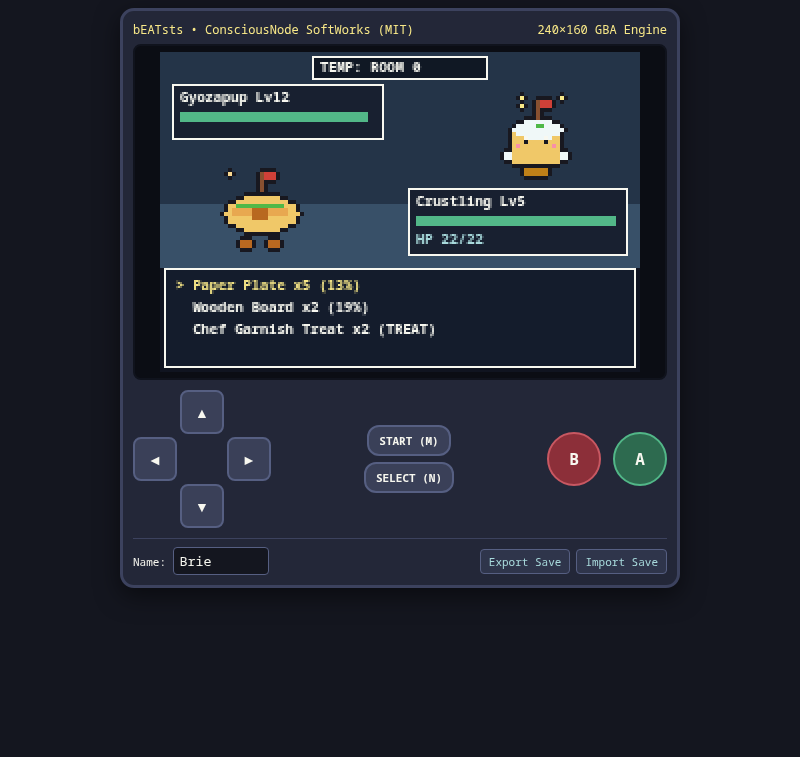 bEATsts • ConsciousNode SoftWorks (MIT)
240×160 GBA Engine
TEMP: ROOM 0
Gyozapup Lv12
Crustling Lv5
HP 22/22
> Paper Plate x5 (13%)
Wooden Board x2 (19%)
Chef Garnish Treat x2 (TREAT)
▲
◀
▶
▼
START (M)
SELECT (N)
B
A
Name: Brie
Export Save
Import Save